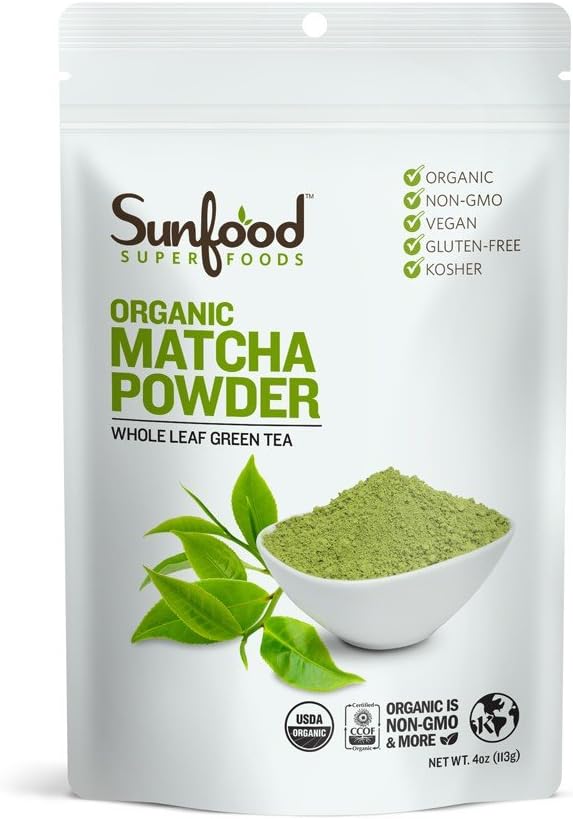 Sunfood™
SUPERFOODS
ORGANIC
NON-GMO
VEGAN
GLUTEN-FREE
KOSHER
ORGANIC
MATCHA
POWDER
WHOLE LEAF GREEN TEA
USDA
ORGANIC
Certified
CCOF
Organic
ORGANIC IS
NON-GMO
& MORE
K
NET WT. 4oz (113g)